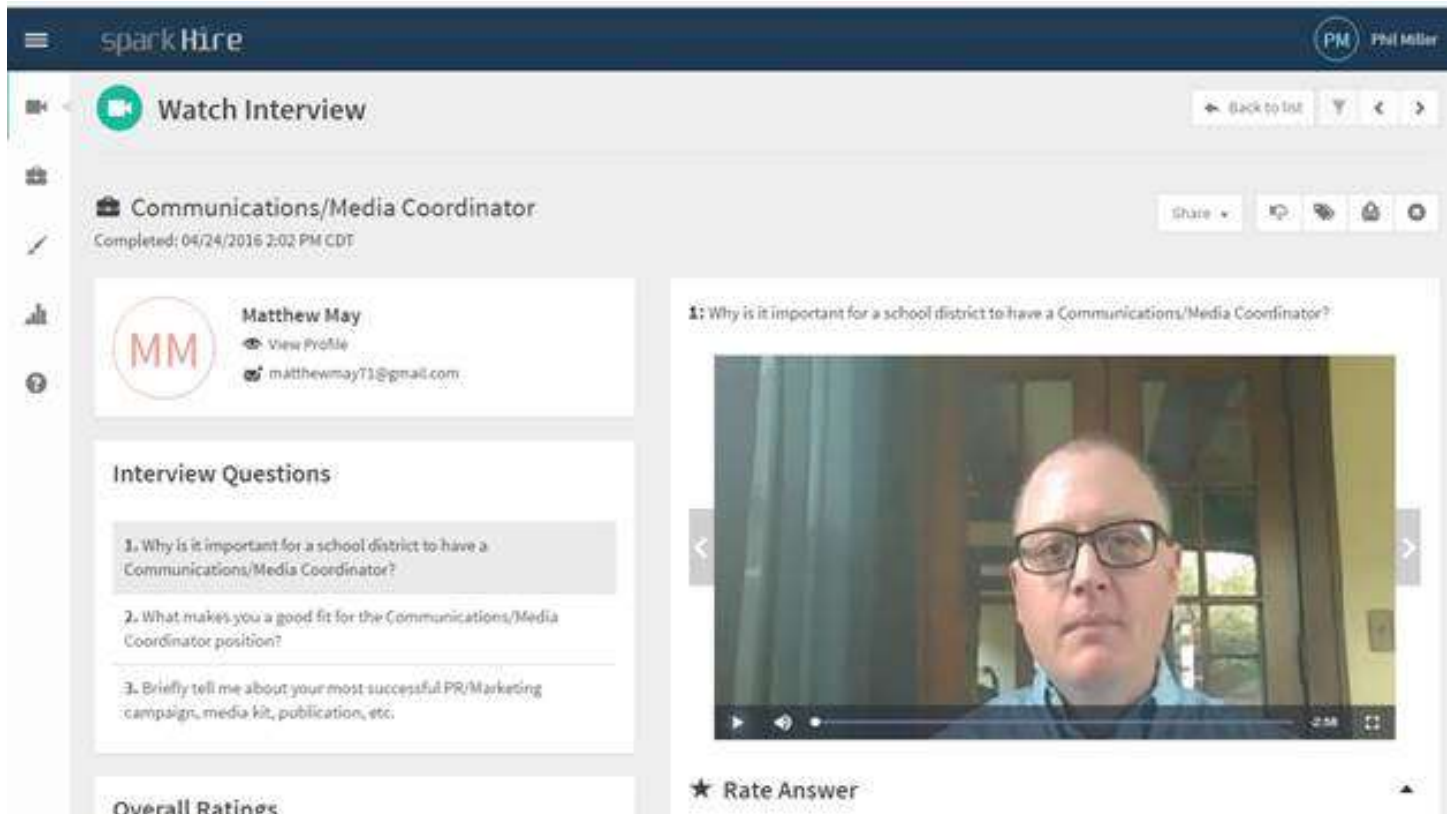 sparkHire
PM Phil Miller
Watch Interview
Back to list
Communications/Media Coordinator
Completed: 04/24/2016 2:02 PM CDT
Share
MM
Matthew May
View Profile
matthewmay71@gmail.com
Interview Questions
1. Why is it important for a school district to have a
Communications/Media Coordinator?
2. What makes you a good fit for the Communications/Media
Coordinator position?
3. Briefly tell me about your most successful PR/Marketing
campaign, media kit, publication, etc.
Overall Ratings
1: Why is it important for a school district to have a Communications/Media Coordinator?
-2:58
Rate Answer